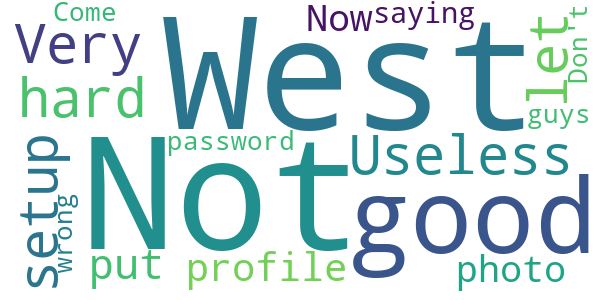 Come
Now
saying
Very
West
let
Don't
hard
guys
password
Useless
setup
wrong
Not
good
put
profile
photo